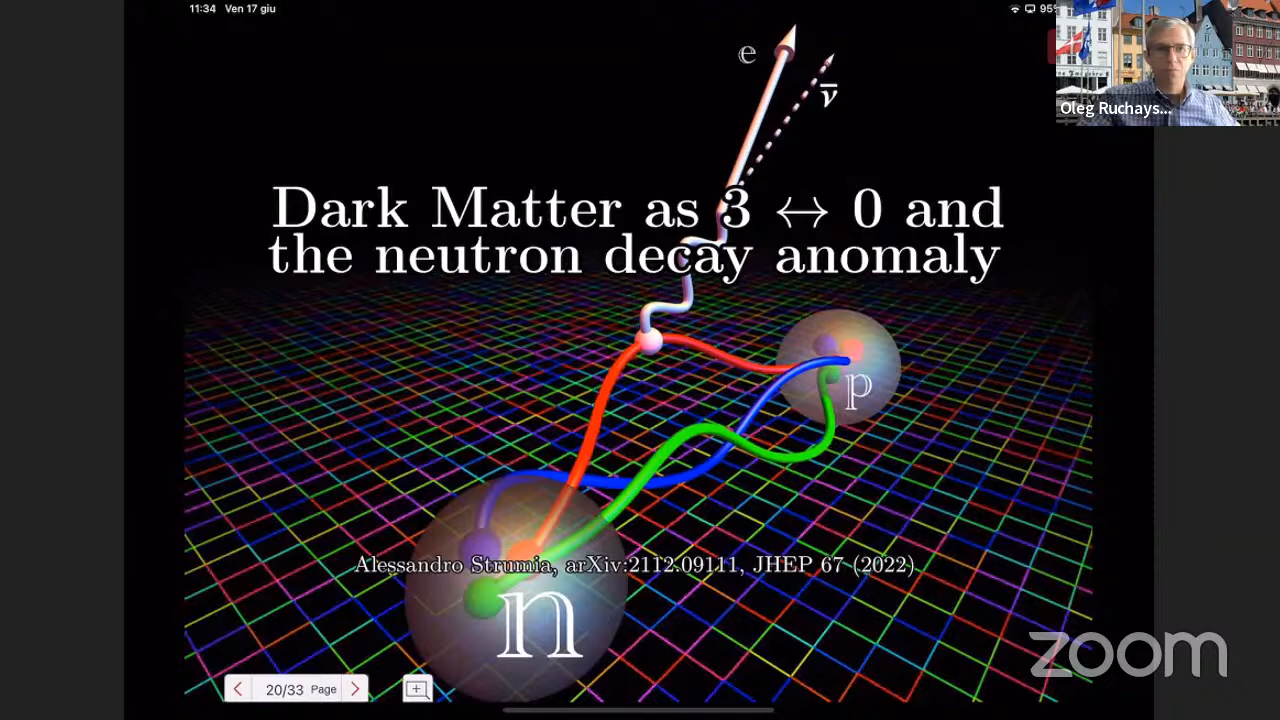 11:34 Ven 17 giu
95%
Oleg Ruchays...
e
ν̄
Dark Matter as 3 ↔ 0 and
the neutron decay anomaly
p
Alessandro Strumia, arXiv:2112.09111, JHEP 67 (2022)
n
zoom
20/33 Page